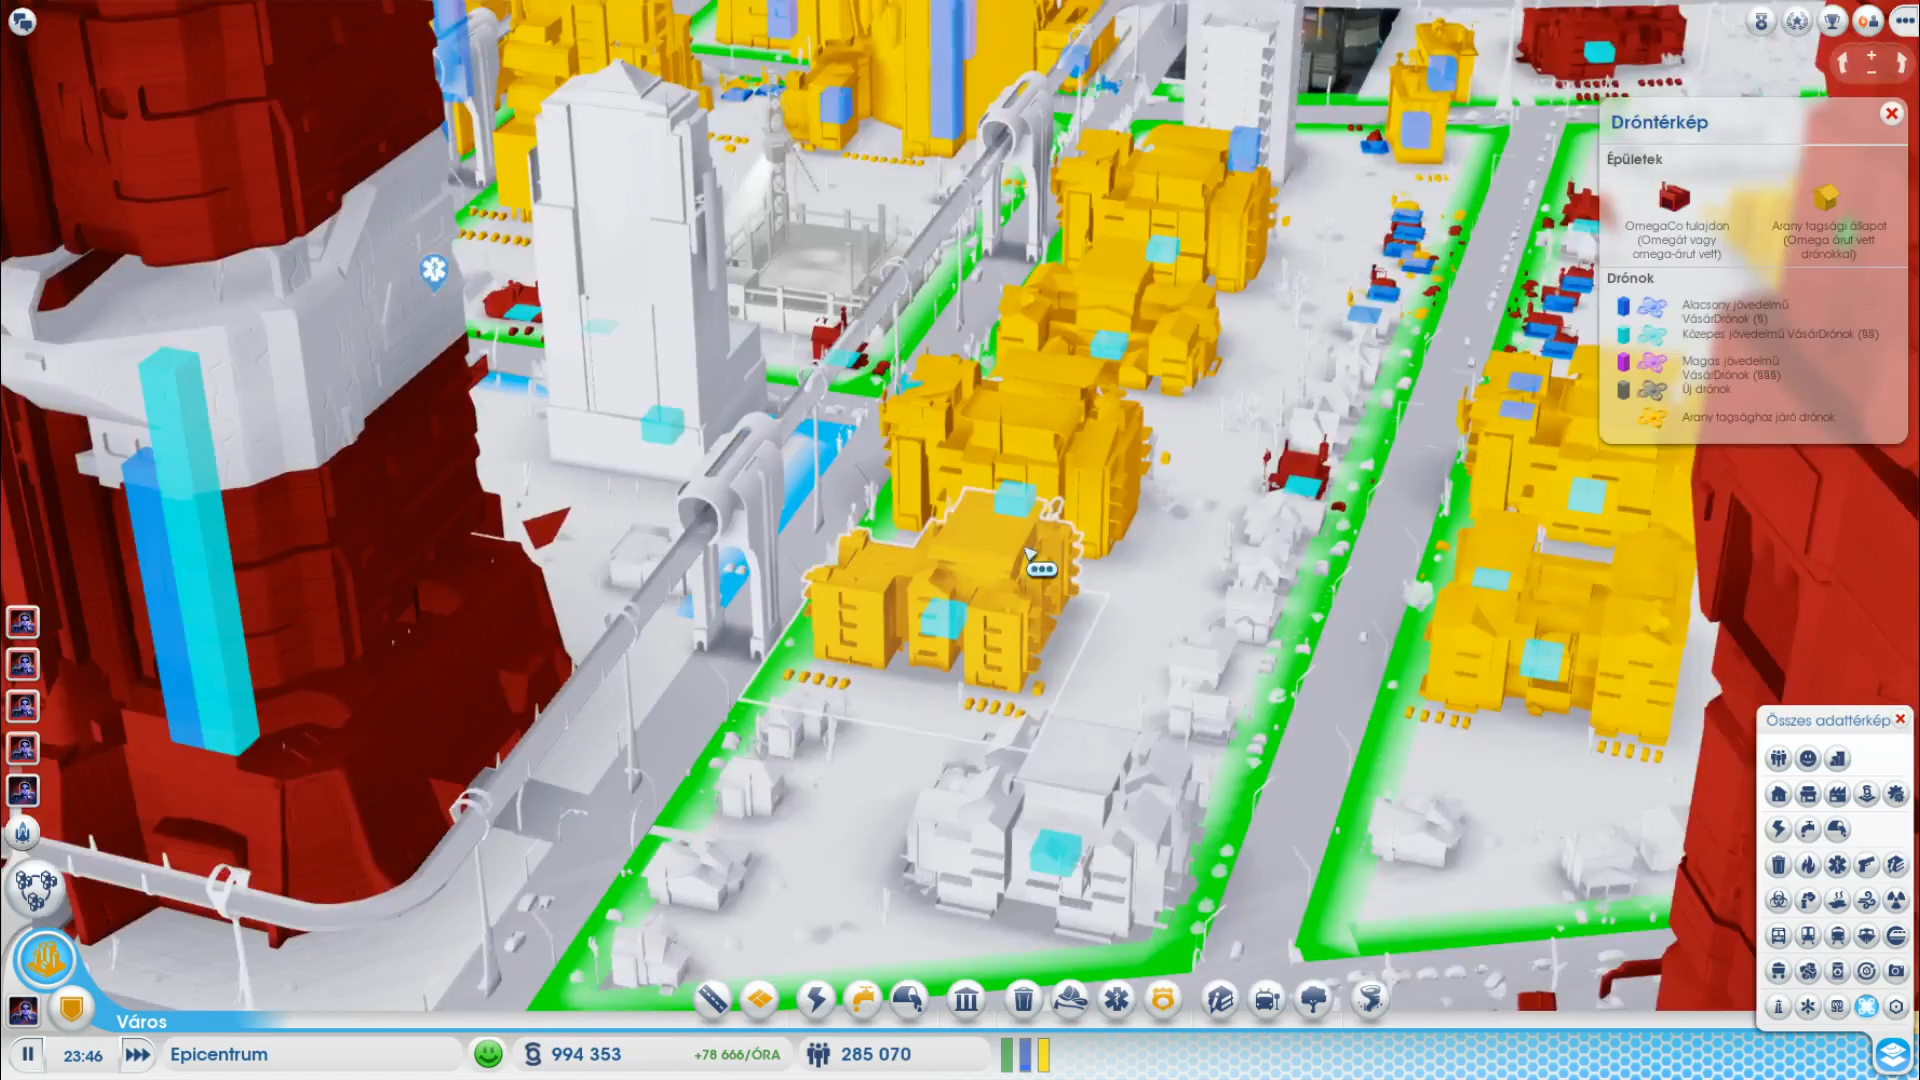 Dróntérkép
Épületek
OmegaCo tulajdon
(Omegát vagy
omega-árut vett)
Arany tagsági állapot
(Omega árut vett
drónokkal)
Drónok
Alacsony jövedelmű
VásárDrónok (§)
Közepes jövedelmű VásárDrónok (§§)
Magas jövedelmű
VásárDrónok (§§§)
Új drónok
Arany tagsághoz járó drónok
Összes adattérkép
Város
23:46
Epicentrum
994 353
+78 666/ÓRA
285 070